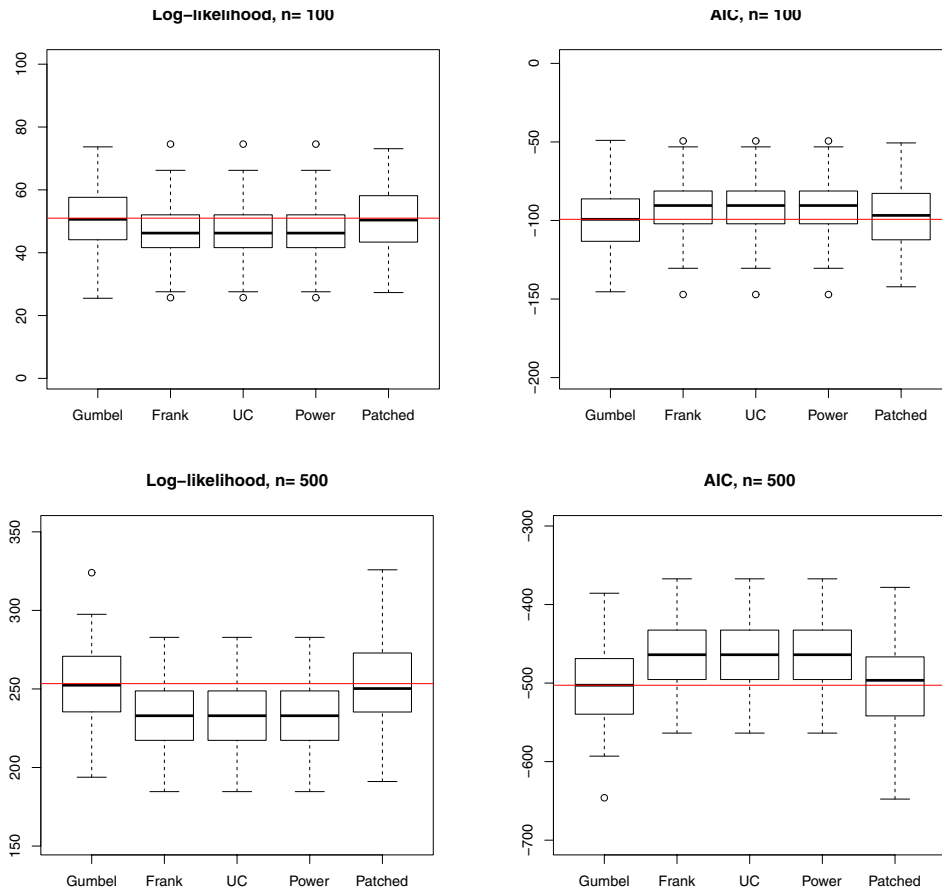 Log-likelihood, n= 100
100
80
60
40
20
0
Gumbel Frank UC Power Patched
AIC, n= 100
0
-50
-100
-150
-200
Gumbel Frank UC Power Patched
Log-likelihood, n= 500
350
300
250
200
150
Gumbel Frank UC Power Patched
AIC, n= 500
-300
-400
-500
-600
-700
Gumbel Frank UC Power Patched